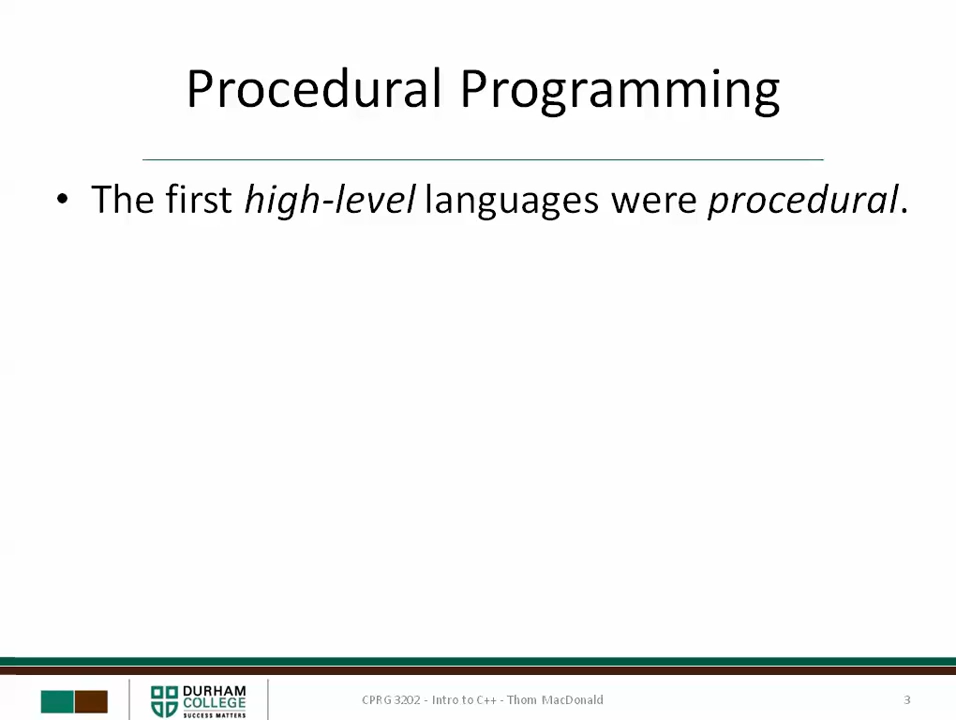 Procedural Programming
• The first high-level languages were procedural.
DURHAM
COLLEGE
SUCCESS MATTERS
CPRG 3202 - Intro to C++ - Thom MacDonald
3